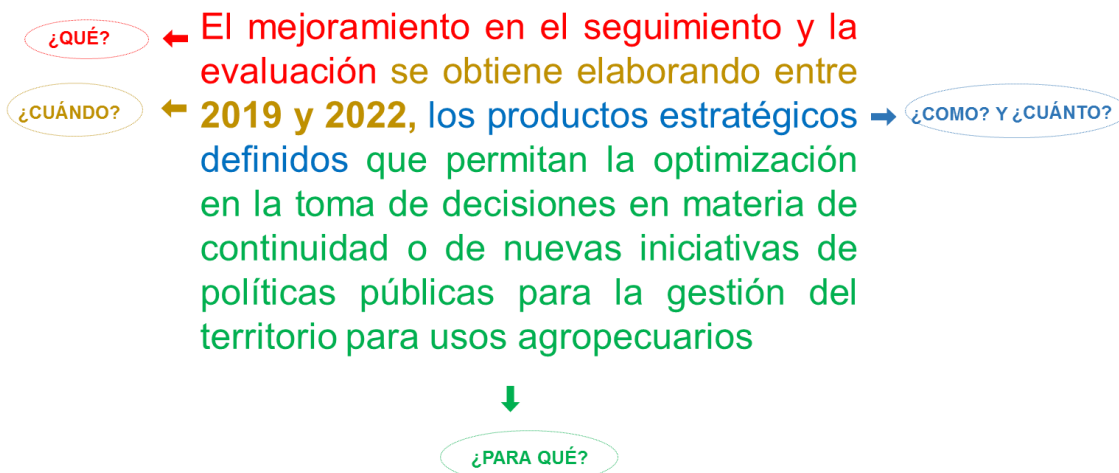 ¿QUÉ?
El mejoramiento en el seguimiento y la
evaluación se obtiene elaborando entre
¿CUÁNDO?
2019 y 2022, los productos estratégicos
¿COMO? Y ¿CUÁNTO?
definidos que permitan la optimización
en la toma de decisiones en materia de
continuidad o de nuevas iniciativas de
políticas públicas para la gestión del
territorio para usos agropecuarios
¿PARA QUÉ?